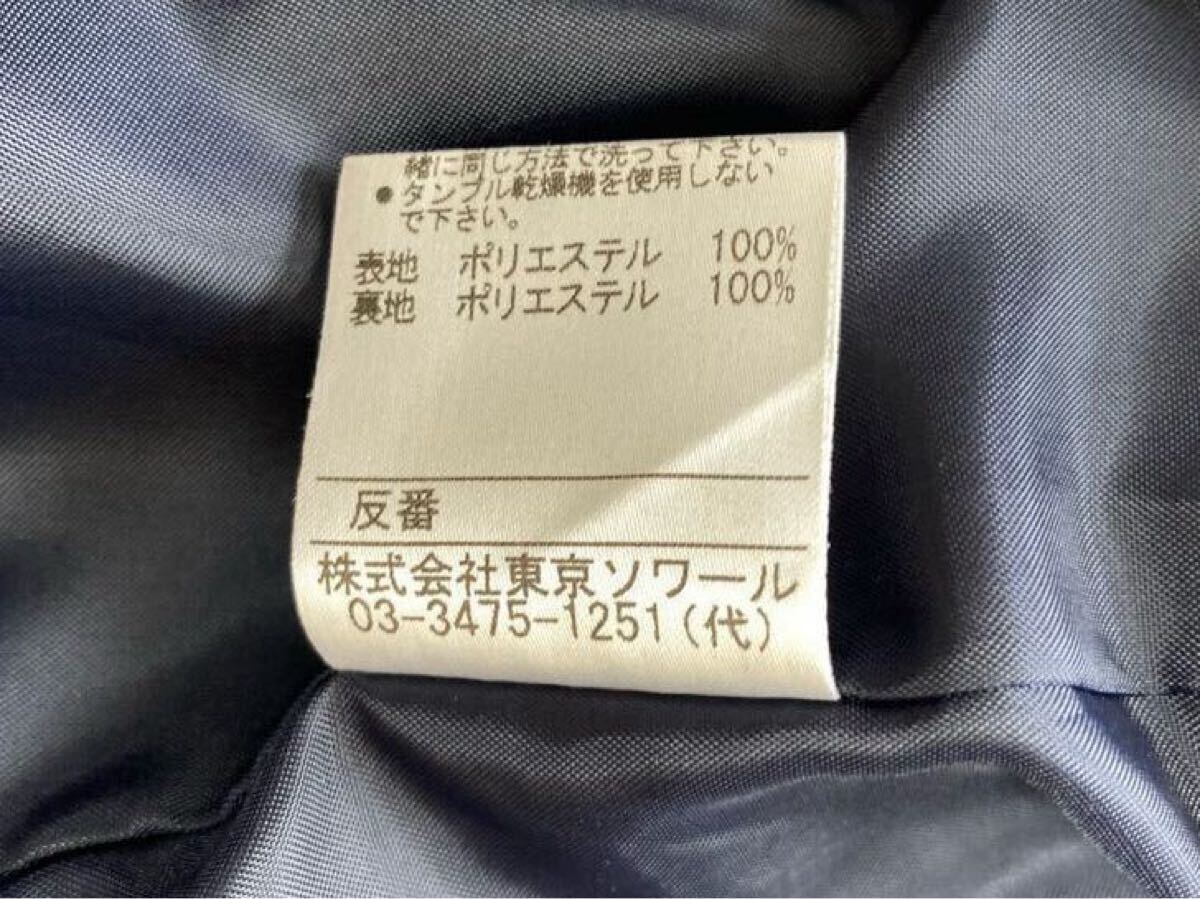 緒に同じ方法で洗って下さい。
●タンブル乾燥機を使用しない
で下さい。
表地 ポリエステル 100%
裏地 ポリエステル 100%
反番
株式会社東京ソワール
03-3475-1251(代)